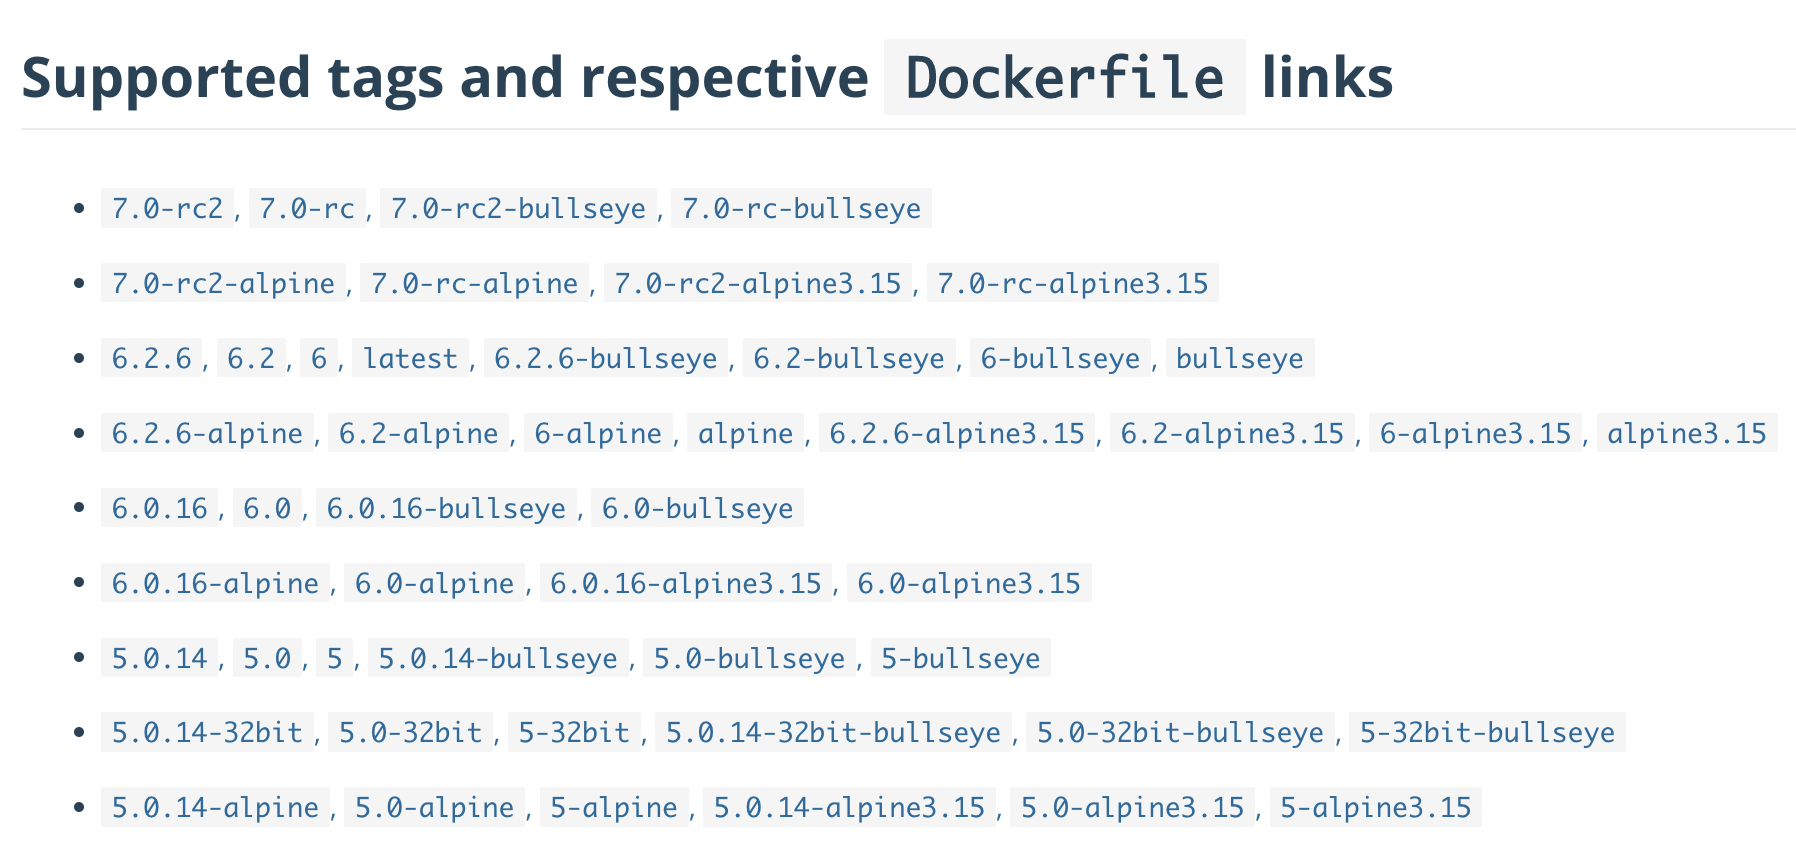 Supported tags and respective Dockerfile links
• 7.0-rc2, 7.0-rc, 7.0-rc2-bullseye, 7.0-rc-bullseye
• 7.0-rc2-alpine, 7.0-rc-alpine, 7.0-rc2-alpine3.15, 7.0-rc-alpine3.15
• 6.2.6, 6.2, 6, latest, 6.2.6-bullseye, 6.2-bullseye, 6-bullseye, bullseye
• 6.2.6-alpine, 6.2-alpine, 6-alpine, alpine, 6.2.6-alpine3.15, 6.2-alpine3.15, 6-alpine3.15, alpine3.15
• 6.0.16, 6.0, 6.0.16-bullseye, 6.0-bullseye
• 6.0.16-alpine, 6.0-alpine, 6.0.16-alpine3.15, 6.0-alpine3.15
• 5.0.14, 5.0, 5, 5.0.14-bullseye, 5.0-bullseye, 5-bullseye
• 5.0.14-32bit, 5.0-32bit, 5-32bit, 5.0.14-32bit-bullseye, 5.0-32bit-bullseye, 5-32bit-bullseye
• 5.0.14-alpine, 5.0-alpine, 5-alpine, 5.0.14-alpine3.15, 5.0-alpine3.15, 5-alpine3.15